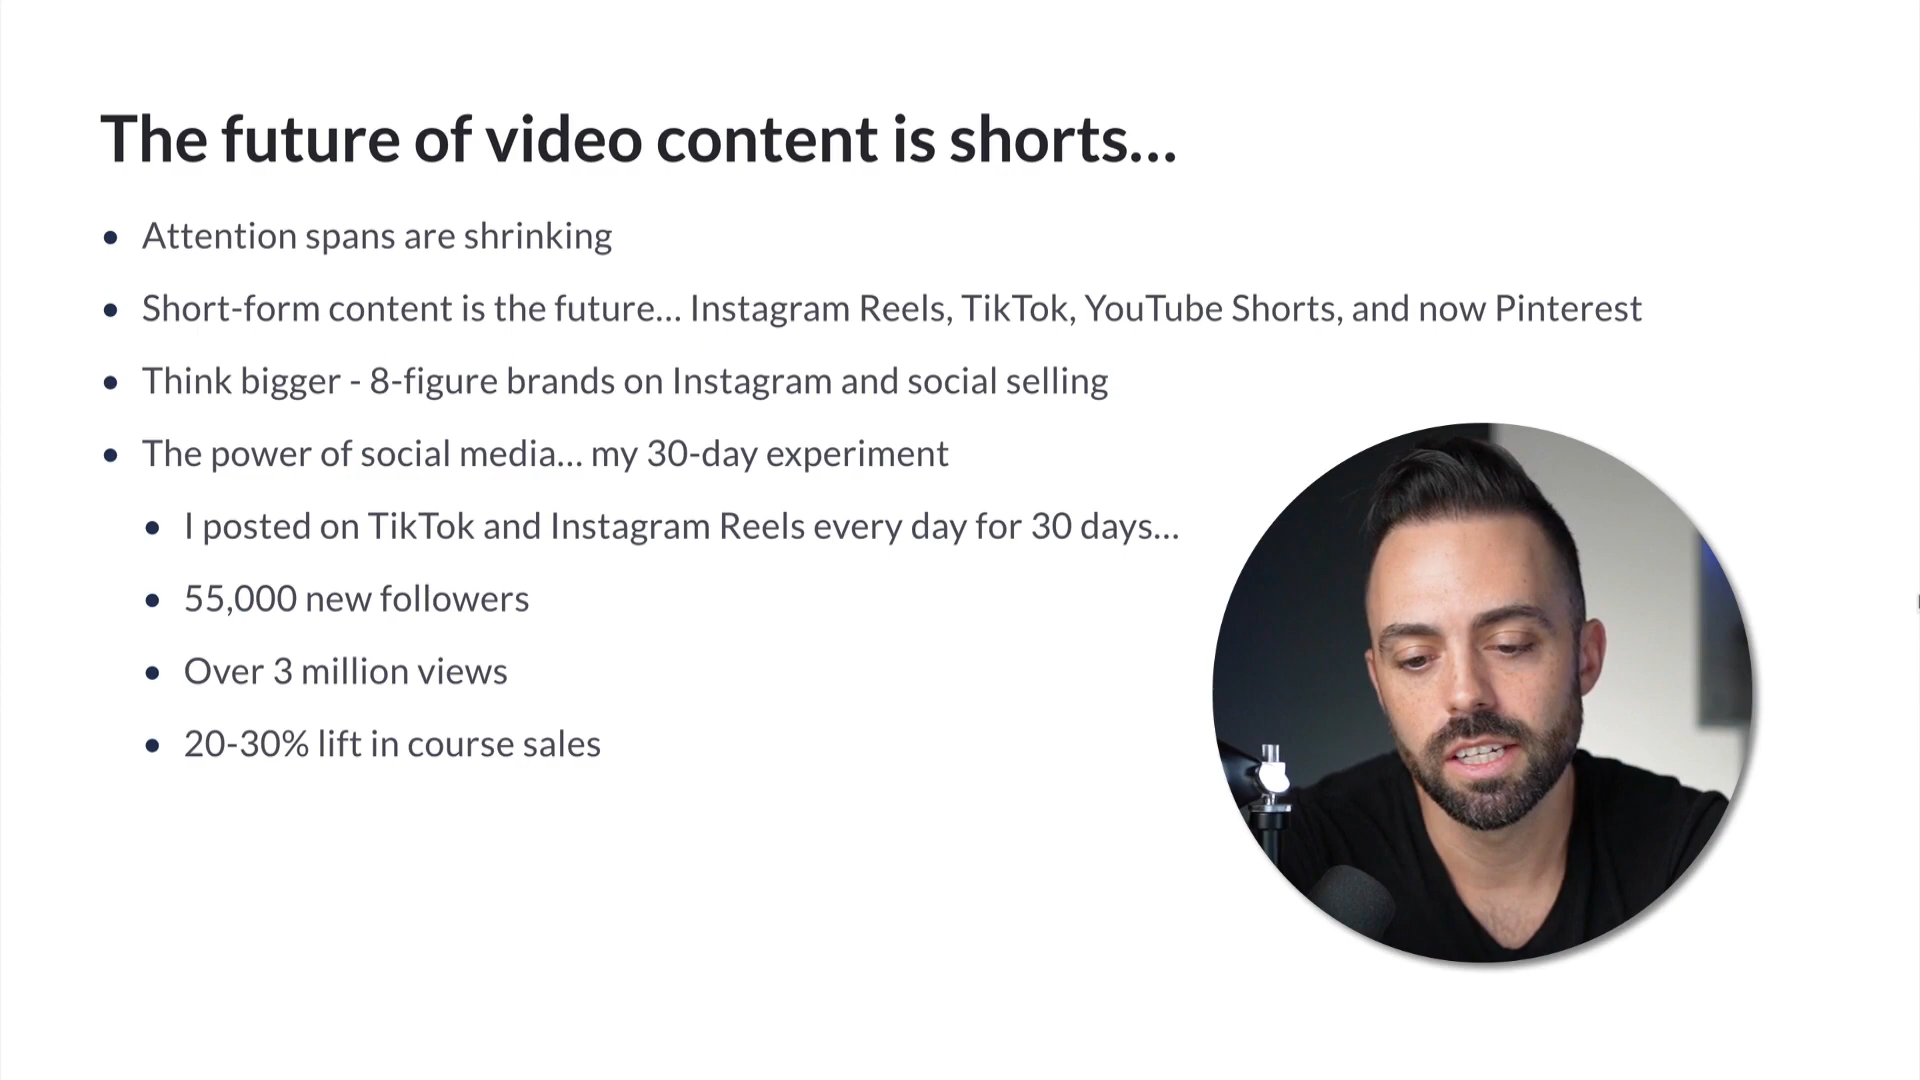 The future of video content is shorts...
Attention spans are shrinking
Short-form content is the future... Instagram Reels, TikTok, YouTube Shorts, and now Pinterest
Think bigger - 8-figure brands on Instagram and social selling
The power of social media... my 30-day experiment
I posted on TikTok and Instagram Reels every day for 30 days...
55,000 new followers
Over 3 million views
20-30% lift in course sales